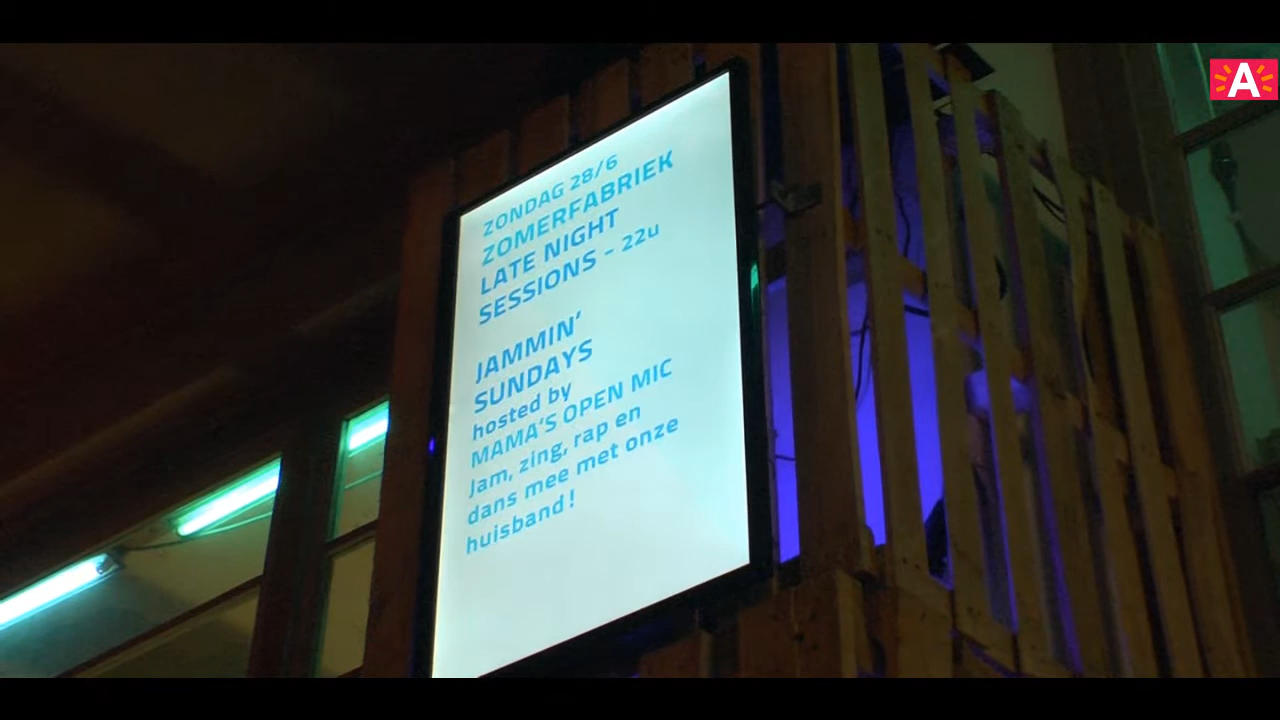 A
ZONDAG 28/6
ZOMERFABRIEK
LATE NIGHT
SESSIONS - 22u
JAMMIN'
SUNDAYS
hosted by
MAMA'S OPEN MIC
Jam, zing, rap en
dans mee met onze
huisband!